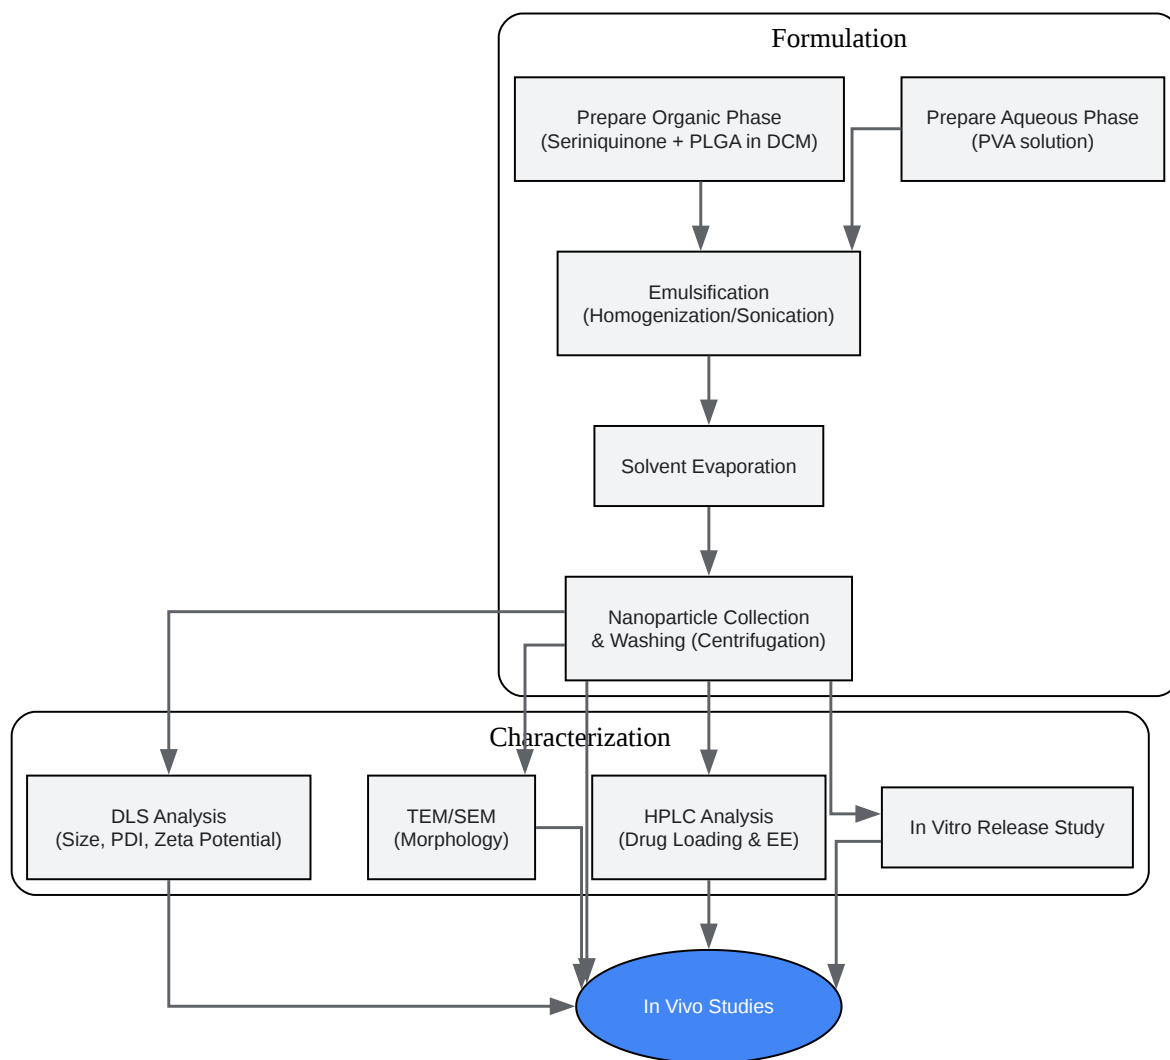 Formulation
Prepare Organic Phase
(Seriniquinone + PLGA in DCM)
Prepare Aqueous Phase
(PVA solution)
Emulsification
(Homogenization/Sonication)
Solvent Evaporation
Nanoparticle Collection
& Washing (Centrifugation)
Characterization
DLS Analysis
(Size, PDI, Zeta Potential)
TEM/SEM
(Morphology)
HPLC Analysis
(Drug Loading & EE)
In Vitro Release Study
In Vivo Studies